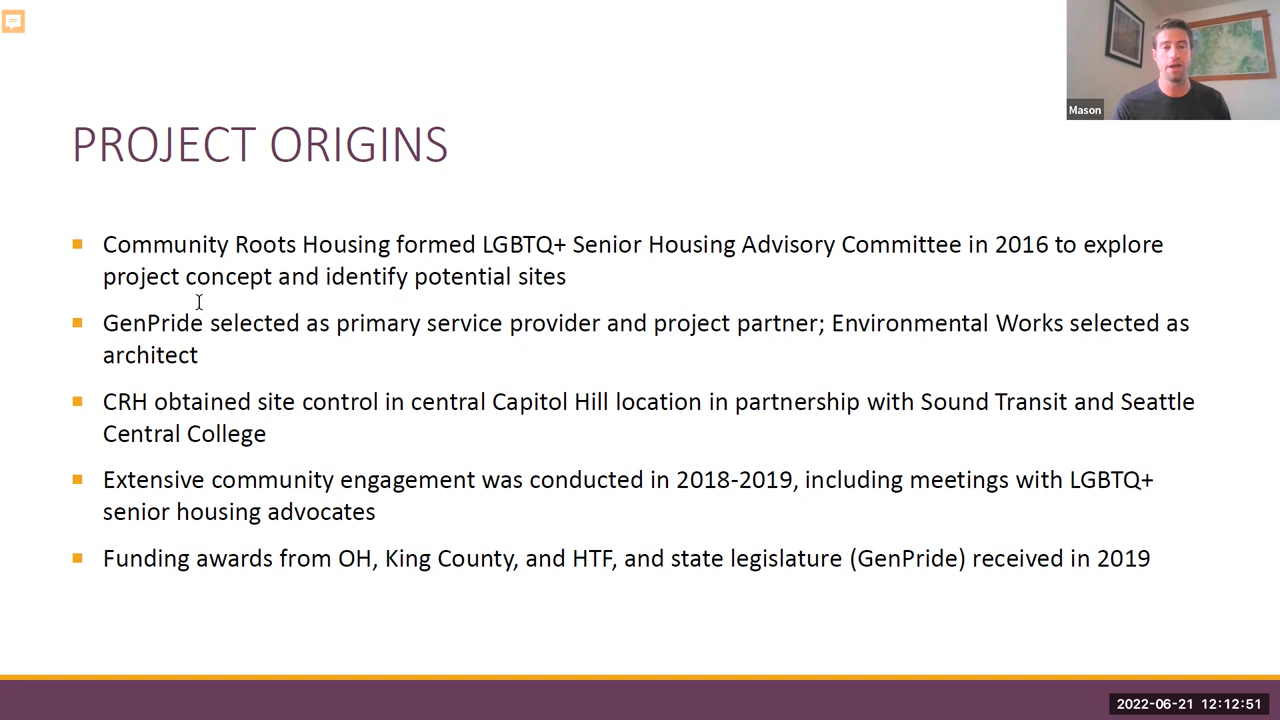 Mason
PROJECT ORIGINS
Community Roots Housing formed LGBTQ+ Senior Housing Advisory Committee in 2016 to explore
project concept and identify potential sites
GenPride selected as primary service provider and project partner; Environmental Works selected as
architect
CRH obtained site control in central Capitol Hill location in partnership with Sound Transit and Seattle
Central College
Extensive community engagement was conducted in 2018-2019, including meetings with LGBTQ+
senior housing advocates
Funding awards from OH, King County, and HTF, and state legislature (GenPride) received in 2019
2022-06-21 12:12:51